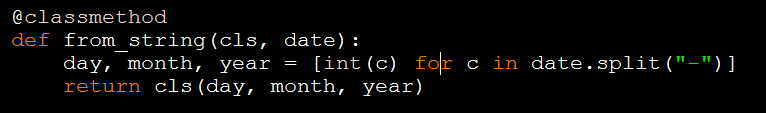 @classmethod
def from_string(cls, date):
    day, month, year = [int(c) for c in date.split("-")]
    return cls(day, month, year)